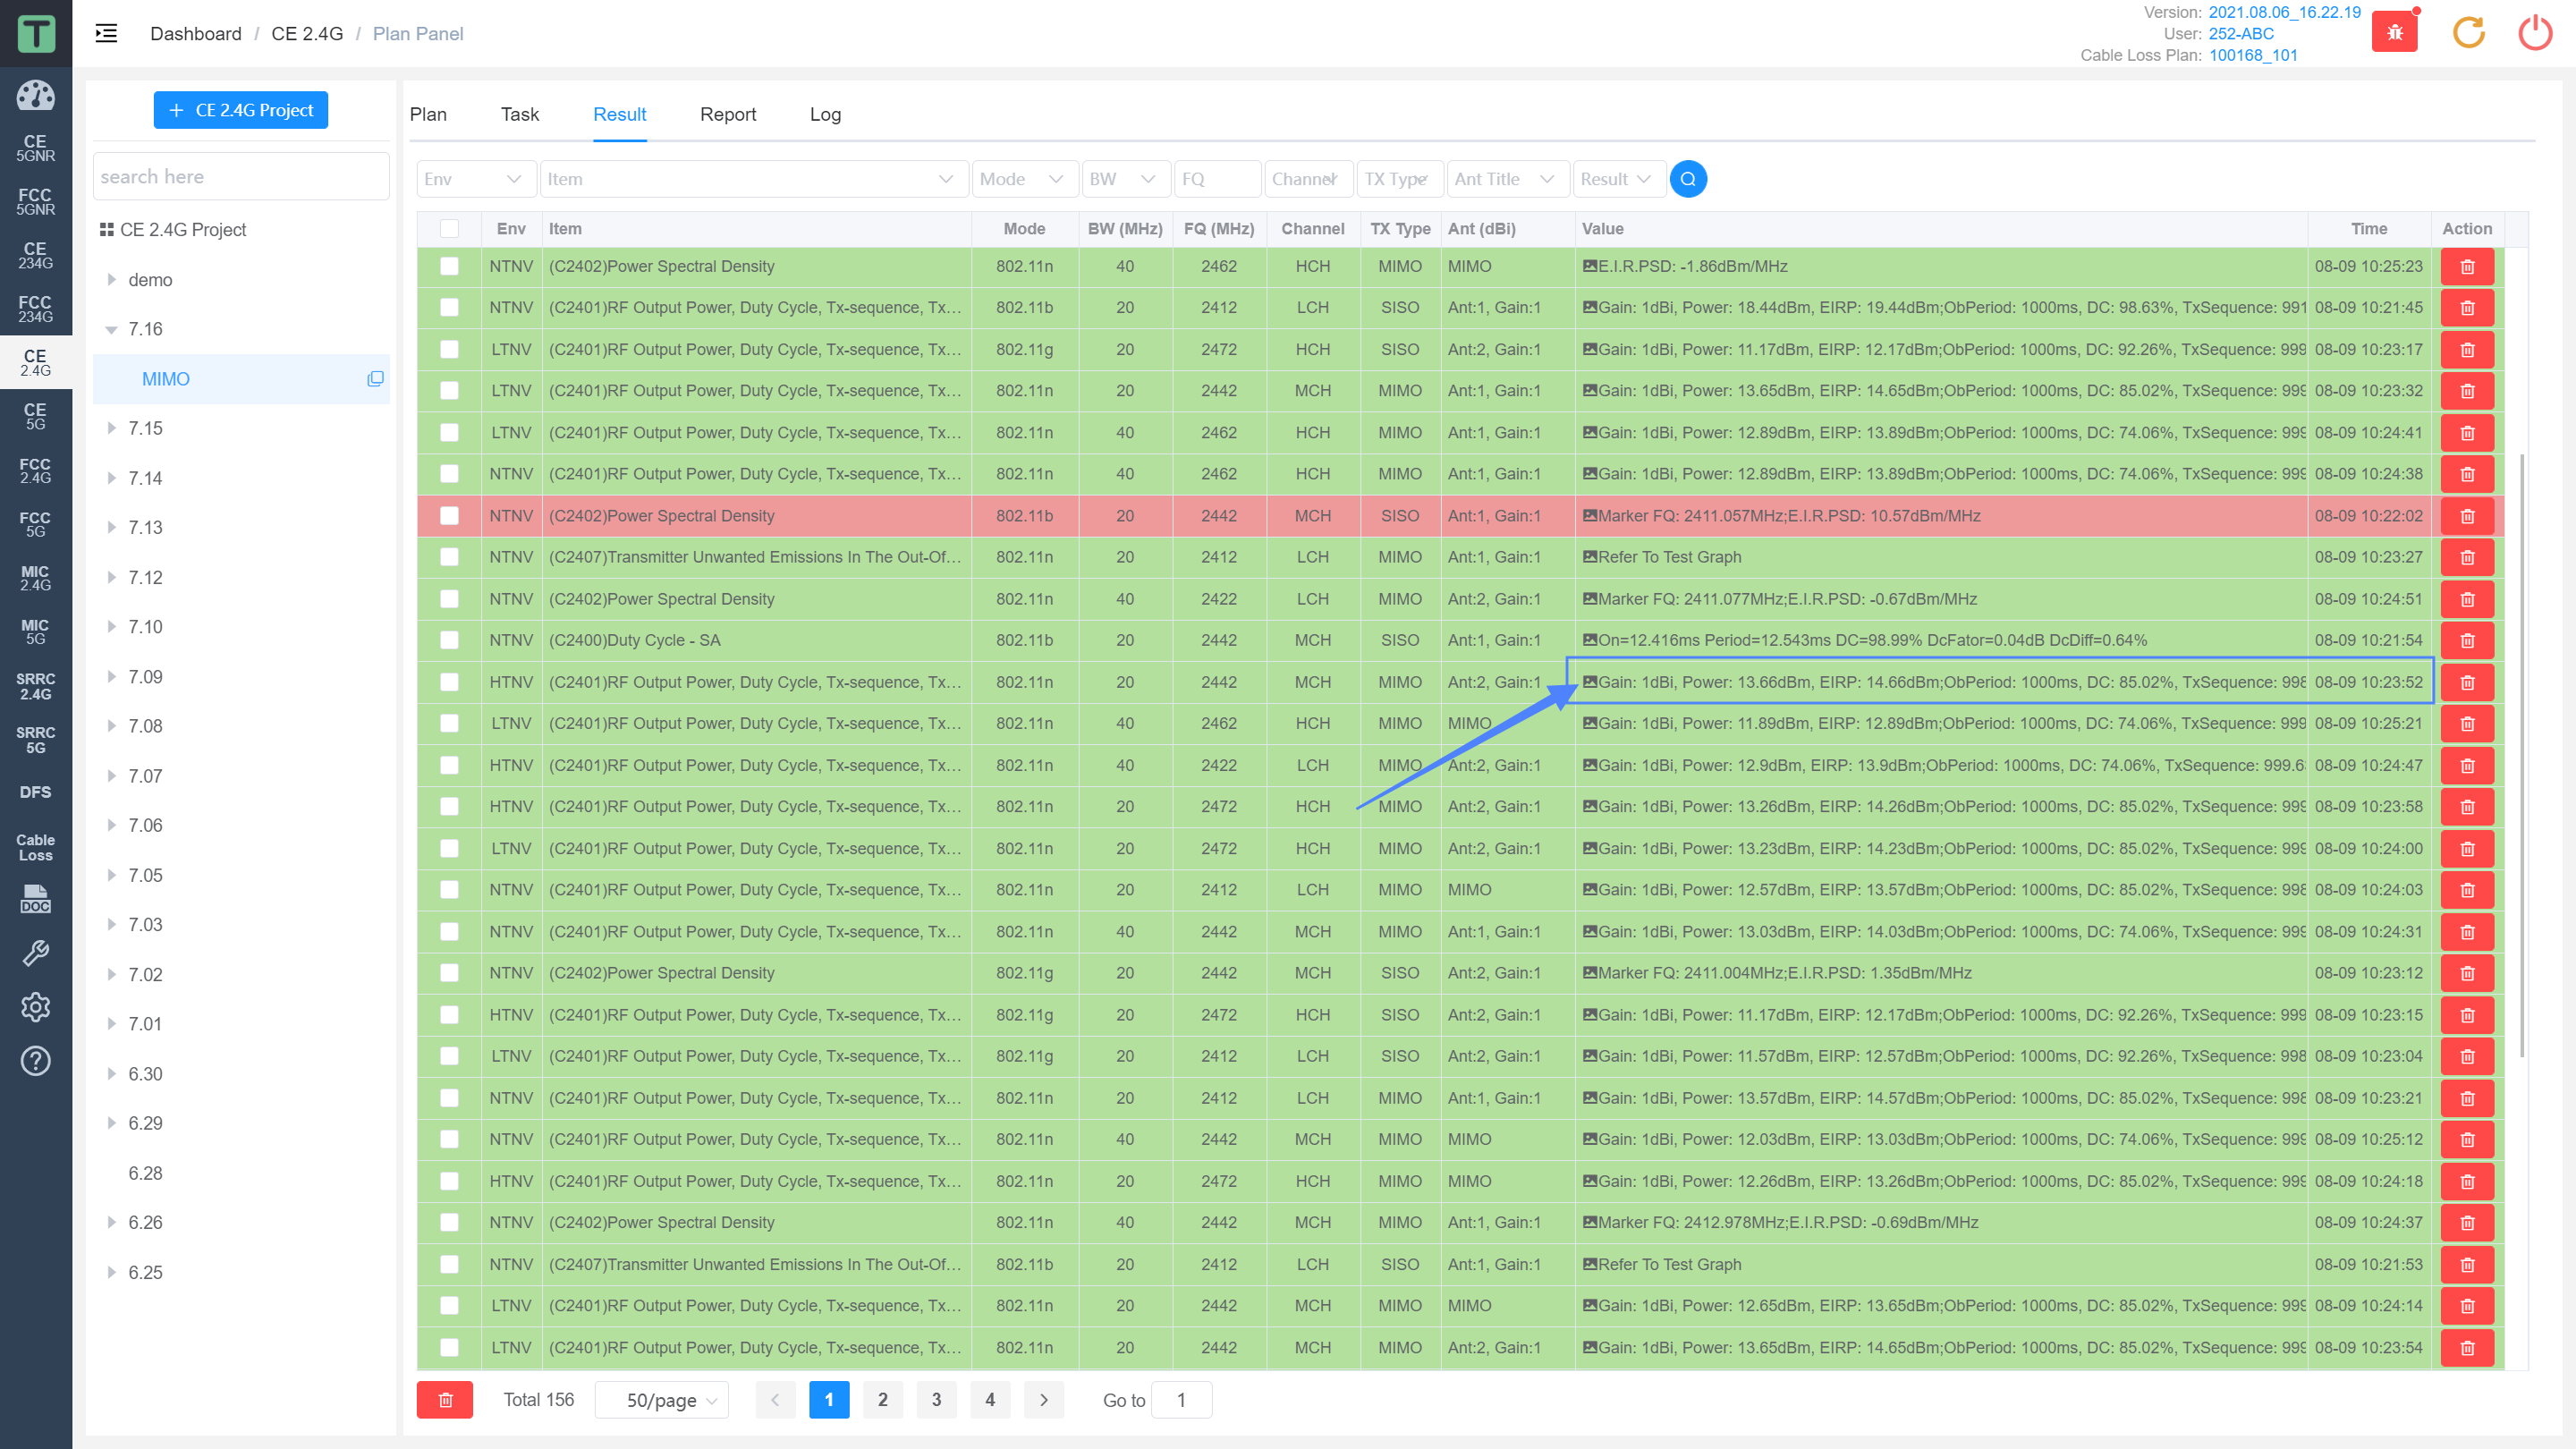 T
Dashboard / CE 2.4G / Plan Panel
Version: 2021.08.06_16.22.19
User: 252-ABC
Cable Loss Plan: 100168_101
CE 5GNR
FCC 5GNR
CE 234G
FCC 234G
CE 2.4G
CE 5G
FCC 2.4G
FCC 5G
MIC 2.4G
MIC 5G
SRRC 2.4G
SRRC 5G
DFS
Cable Loss
DOC
+ CE 2.4G Project
search here
CE 2.4G Project
demo
7.16
MIMO
7.15
7.14
7.13
7.12
7.10
7.09
7.08
7.07
7.06
7.05
7.03
7.02
7.01
6.30
6.29
6.28
6.26
6.25
Plan Task Result Report Log
Env Item Mode BW FQ Channel TX Type Ant Title Result
Env Item Mode BW (MHz) FQ (MHz) Channel TX Type Ant (dBi) Value Time Action
NTNV (C2402)Power Spectral Density 802.11n 40 2462 HCH MIMO MIMO E.I.R.PSD: -1.86dBm/MHz 08-09 10:25:23
NTNV (C2401)RF Output Power, Duty Cycle, Tx-sequence, Tx… 802.11b 20 2412 LCH SISO Ant:1, Gain:1 Gain: 1dBi, Power: 18.44dBm, EIRP: 19.44dBm;ObPeriod: 1000ms, DC: 98.63%, TxSequence: 991 08-09 10:21:45
LTNV (C2401)RF Output Power, Duty Cycle, Tx-sequence, Tx… 802.11g 20 2472 HCH SISO Ant:2, Gain:1 Gain: 1dBi, Power: 11.17dBm, EIRP: 12.17dBm;ObPeriod: 1000ms, DC: 92.26%, TxSequence: 999 08-09 10:23:17
LTNV (C2401)RF Output Power, Duty Cycle, Tx-sequence, Tx… 802.11n 20 2442 MCH MIMO Ant:1, Gain:1 Gain: 1dBi, Power: 13.65dBm, EIRP: 14.65dBm;ObPeriod: 1000ms, DC: 85.02%, TxSequence: 999 08-09 10:23:32
LTNV (C2401)RF Output Power, Duty Cycle, Tx-sequence, Tx… 802.11n 40 2462 HCH MIMO Ant:1, Gain:1 Gain: 1dBi, Power: 12.89dBm, EIRP: 13.89dBm;ObPeriod: 1000ms, DC: 74.06%, TxSequence: 999 08-09 10:24:41
NTNV (C2401)RF Output Power, Duty Cycle, Tx-sequence, Tx… 802.11n 40 2462 HCH MIMO Ant:1, Gain:1 Gain: 1dBi, Power: 12.89dBm, EIRP: 13.89dBm;ObPeriod: 1000ms, DC: 74.06%, TxSequence: 999 08-09 10:24:38
NTNV (C2402)Power Spectral Density 802.11b 20 2442 MCH SISO Ant:1, Gain:1 Marker FQ: 2411.057MHz;E.I.R.PSD: 10.57dBm/MHz 08-09 10:22:02
NTNV (C2407)Transmitter Unwanted Emissions In The Out-Of… 802.11n 20 2412 LCH MIMO Ant:1, Gain:1 Refer To Test Graph 08-09 10:23:27
NTNV (C2402)Power Spectral Density 802.11n 40 2422 LCH MIMO Ant:2, Gain:1 Marker FQ: 2411.077MHz;E.I.R.PSD: -0.67dBm/MHz 08-09 10:24:51
NTNV (C2400)Duty Cycle - SA 802.11b 20 2442 MCH SISO Ant:1, Gain:1 On=12.416ms Period=12.543ms DC=98.99% DcFator=0.04dB DcDiff=0.64% 08-09 10:21:54
HTNV (C2401)RF Output Power, Duty Cycle, Tx-sequence, Tx… 802.11n 20 2442 MCH MIMO Ant:2, Gain:1 Gain: 1dBi, Power: 13.66dBm, EIRP: 14.66dBm;ObPeriod: 1000ms, DC: 85.02%, TxSequence: 998 08-09 10:23:52
LTNV (C2401)RF Output Power, Duty Cycle, Tx-sequence, Tx… 802.11n 40 2462 HCH MIMO MIMO Gain: 1dBi, Power: 11.89dBm, EIRP: 12.89dBm;ObPeriod: 1000ms, DC: 74.06%, TxSequence: 999 08-09 10:25:21
HTNV (C2401)RF Output Power, Duty Cycle, Tx-sequence, Tx… 802.11n 40 2422 LCH MIMO Ant:2, Gain:1 Gain: 1dBi, Power: 12.9dBm, EIRP: 13.9dBm;ObPeriod: 1000ms, DC: 74.06%, TxSequence: 999.6 08-09 10:24:47
HTNV (C2401)RF Output Power, Duty Cycle, Tx-sequence, Tx… 802.11n 20 2472 HCH MIMO Ant:2, Gain:1 Gain: 1dBi, Power: 13.26dBm, EIRP: 14.26dBm;ObPeriod: 1000ms, DC: 85.02%, TxSequence: 999 08-09 10:23:58
LTNV (C2401)RF Output Power, Duty Cycle, Tx-sequence, Tx… 802.11n 20 2472 HCH MIMO Ant:2, Gain:1 Gain: 1dBi, Power: 13.23dBm, EIRP: 14.23dBm;ObPeriod: 1000ms, DC: 85.02%, TxSequence: 999 08-09 10:24:00
NTNV (C2401)RF Output Power, Duty Cycle, Tx-sequence, Tx… 802.11n 20 2412 LCH MIMO MIMO Gain: 1dBi, Power: 12.57dBm, EIRP: 13.57dBm;ObPeriod: 1000ms, DC: 85.02%, TxSequence: 998 08-09 10:24:03
NTNV (C2401)RF Output Power, Duty Cycle, Tx-sequence, Tx… 802.11n 40 2442 MCH MIMO Ant:1, Gain:1 Gain: 1dBi, Power: 13.03dBm, EIRP: 14.03dBm;ObPeriod: 1000ms, DC: 74.06%, TxSequence: 999 08-09 10:24:31
NTNV (C2402)Power Spectral Density 802.11g 20 2442 MCH SISO Ant:2, Gain:1 Marker FQ: 2411.004MHz;E.I.R.PSD: 1.35dBm/MHz 08-09 10:23:12
HTNV (C2401)RF Output Power, Duty Cycle, Tx-sequence, Tx… 802.11g 20 2472 HCH SISO Ant:2, Gain:1 Gain: 1dBi, Power: 11.17dBm, EIRP: 12.17dBm;ObPeriod: 1000ms, DC: 92.26%, TxSequence: 999 08-09 10:23:15
LTNV (C2401)RF Output Power, Duty Cycle, Tx-sequence, Tx… 802.11g 20 2412 LCH SISO Ant:2, Gain:1 Gain: 1dBi, Power: 11.57dBm, EIRP: 12.57dBm;ObPeriod: 1000ms, DC: 92.26%, TxSequence: 998 08-09 10:23:04
NTNV (C2401)RF Output Power, Duty Cycle, Tx-sequence, Tx… 802.11n 20 2412 LCH MIMO Ant:1, Gain:1 Gain: 1dBi, Power: 13.57dBm, EIRP: 14.57dBm;ObPeriod: 1000ms, DC: 85.02%, TxSequence: 998 08-09 10:23:21
NTNV (C2401)RF Output Power, Duty Cycle, Tx-sequence, Tx… 802.11n 40 2442 MCH MIMO MIMO Gain: 1dBi, Power: 12.03dBm, EIRP: 13.03dBm;ObPeriod: 1000ms, DC: 74.06%, TxSequence: 999 08-09 10:25:12
HTNV (C2401)RF Output Power, Duty Cycle, Tx-sequence, Tx… 802.11n 20 2472 HCH MIMO MIMO Gain: 1dBi, Power: 12.26dBm, EIRP: 13.26dBm;ObPeriod: 1000ms, DC: 85.02%, TxSequence: 999 08-09 10:24:18
NTNV (C2402)Power Spectral Density 802.11n 40 2442 MCH MIMO Ant:1, Gain:1 Marker FQ: 2412.978MHz;E.I.R.PSD: -0.69dBm/MHz 08-09 10:24:37
NTNV (C2407)Transmitter Unwanted Emissions In The Out-Of… 802.11b 20 2412 LCH SISO Ant:1, Gain:1 Refer To Test Graph 08-09 10:21:53
LTNV (C2401)RF Output Power, Duty Cycle, Tx-sequence, Tx… 802.11n 20 2442 MCH MIMO MIMO Gain: 1dBi, Power: 12.65dBm, EIRP: 13.65dBm;ObPeriod: 1000ms, DC: 85.02%, TxSequence: 999 08-09 10:24:14
LTNV (C2401)RF Output Power, Duty Cycle, Tx-sequence, Tx… 802.11n 20 2442 MCH MIMO Ant:2, Gain:1 Gain: 1dBi, Power: 13.65dBm, EIRP: 14.65dBm;ObPeriod: 1000ms, DC: 85.02%, TxSequence: 999 08-09 10:23:54
Total 156 50/page 1 2 3 4 Go to 1